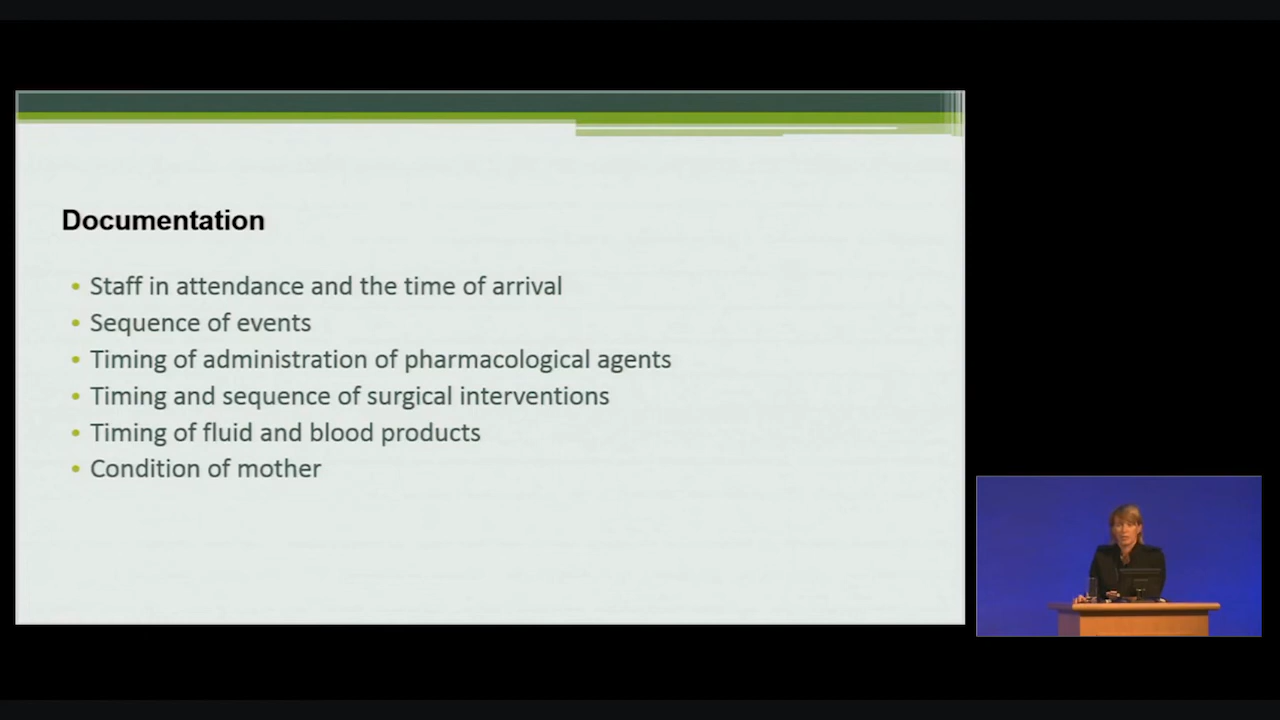 Documentation
• Staff in attendance and the time of arrival
• Sequence of events
• Timing of administration of pharmacological agents
• Timing and sequence of surgical interventions
• Timing of fluid and blood products
• Condition of mother